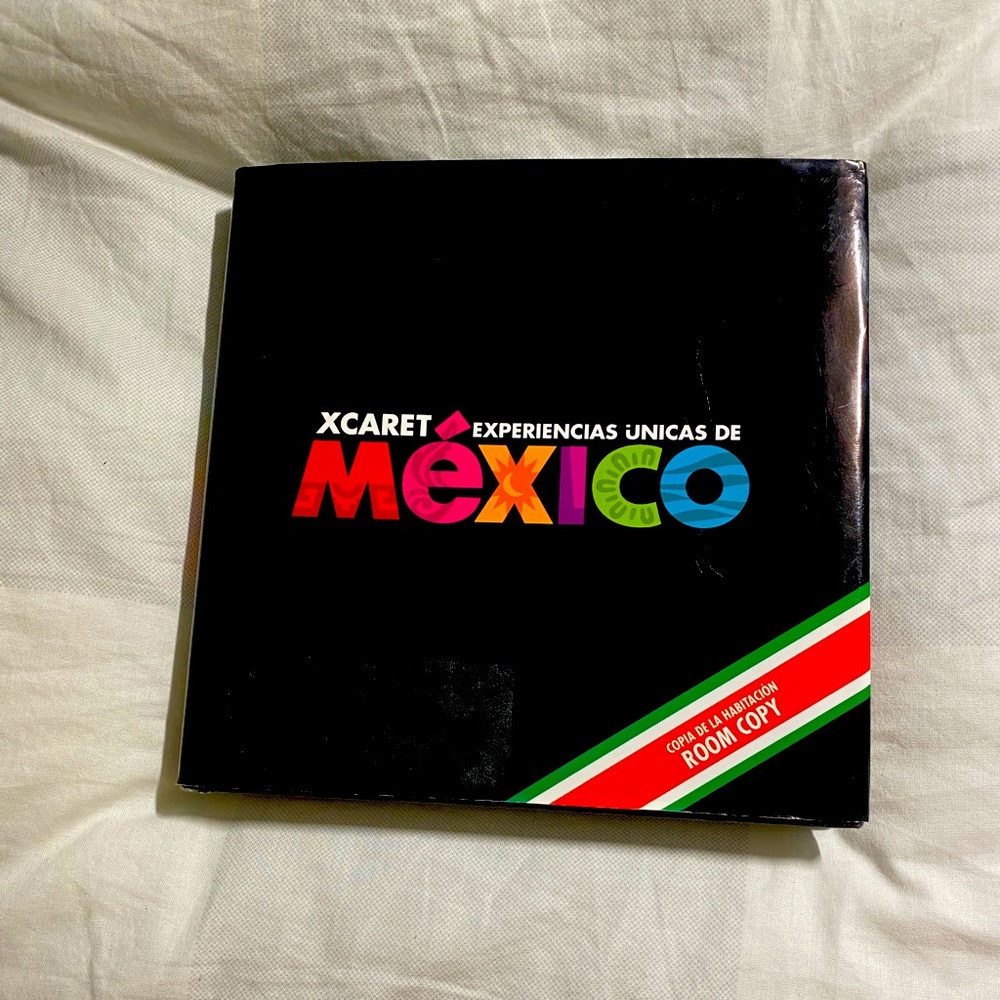 XCARET EXPERIENCIAS ÚNICAS DE
MéXICO
COPIA DE LA HABITACIÓN
ROOM COPY